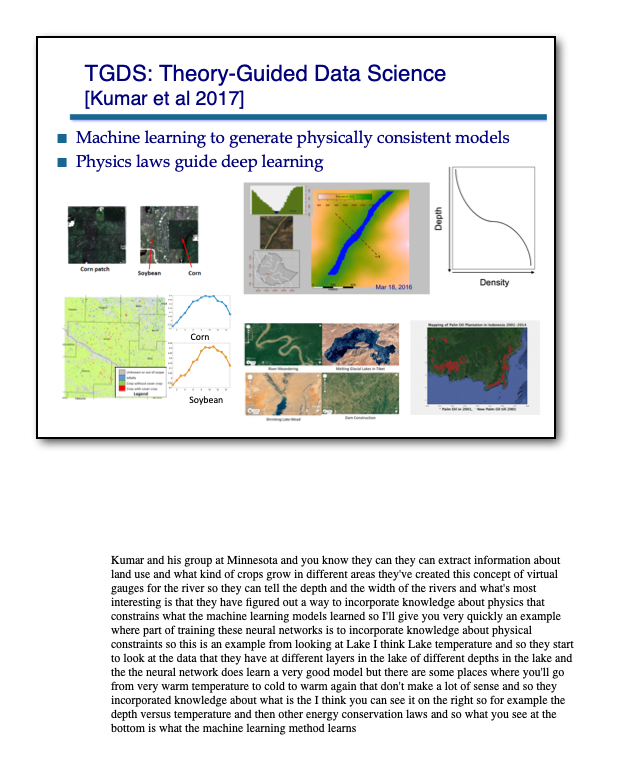 TGDS: Theory-Guided Data Science
[Kumar et al 2017]
Machine learning to generate physically consistent models
Physics laws guide deep learning
Depth
Density
Corn patch
Soybean
Corn
Mar 18, 2016
Corn
Soybean
Legend
River Meandering
Melting Glacial Lakes in Tibet
Shrinking Lake Mead
Dam Construction
Mapping of Palm Oil Plantation in Indonesia 2001-2014
Kumar and his group at Minnesota and you know they can they can extract information about
land use and what kind of crops grow in different areas they've created this concept of virtual
gauges for the river so they can tell the depth and the width of the rivers and what's most
interesting is that they have figured out a way to incorporate knowledge about physics that
constrains what the machine learning models learned so I'll give you very quickly an example
where part of training these neural networks is to incorporate knowledge about physical
constraints so this is an example from looking at Lake I think Lake temperature and so they start
to look at the data that they have at different layers in the lake of different depths in the lake and
the the neural network does learn a very good model but there are some places where you'll go
from very warm temperature to cold to warm again that don't make a lot of sense and so they
incorporated knowledge about what is the I think you can see it on the right so for example the
depth versus temperature and then other energy conservation laws and so what you see at the
bottom is what the machine learning method learns